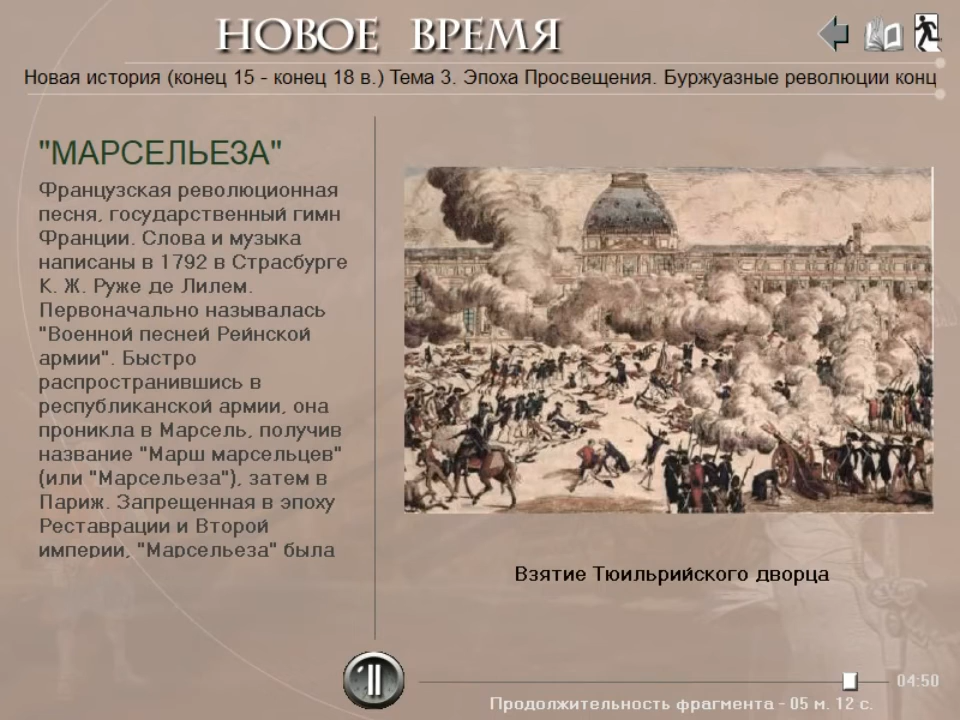 НОВОЕ ВРЕМЯ
Новая история (конец 15 - конец 18 в.) Тема 3. Эпоха Просвещения. Буржуазные революции конц
"МАРСЕЛЬЕЗА"
Французская революционная
песня, государственный гимн
Франции. Слова и музыка
написаны в 1792 в Страсбурге
К. Ж. Руже де Лилем.
Первоначально называлась
"Военной песней Рейнской
армии". Быстро
распространившись в
республиканской армии, она
проникла в Марсель, получив
название "Марш марсельцев"
(или "Марсельеза"), затем в
Париж. Запрещенная в эпоху
Реставрации и Второй
империи, "Марсельеза" была
Взятие Тюильрийского дворца
04:50
Продолжительность фрагмента - 05 м. 12 с.